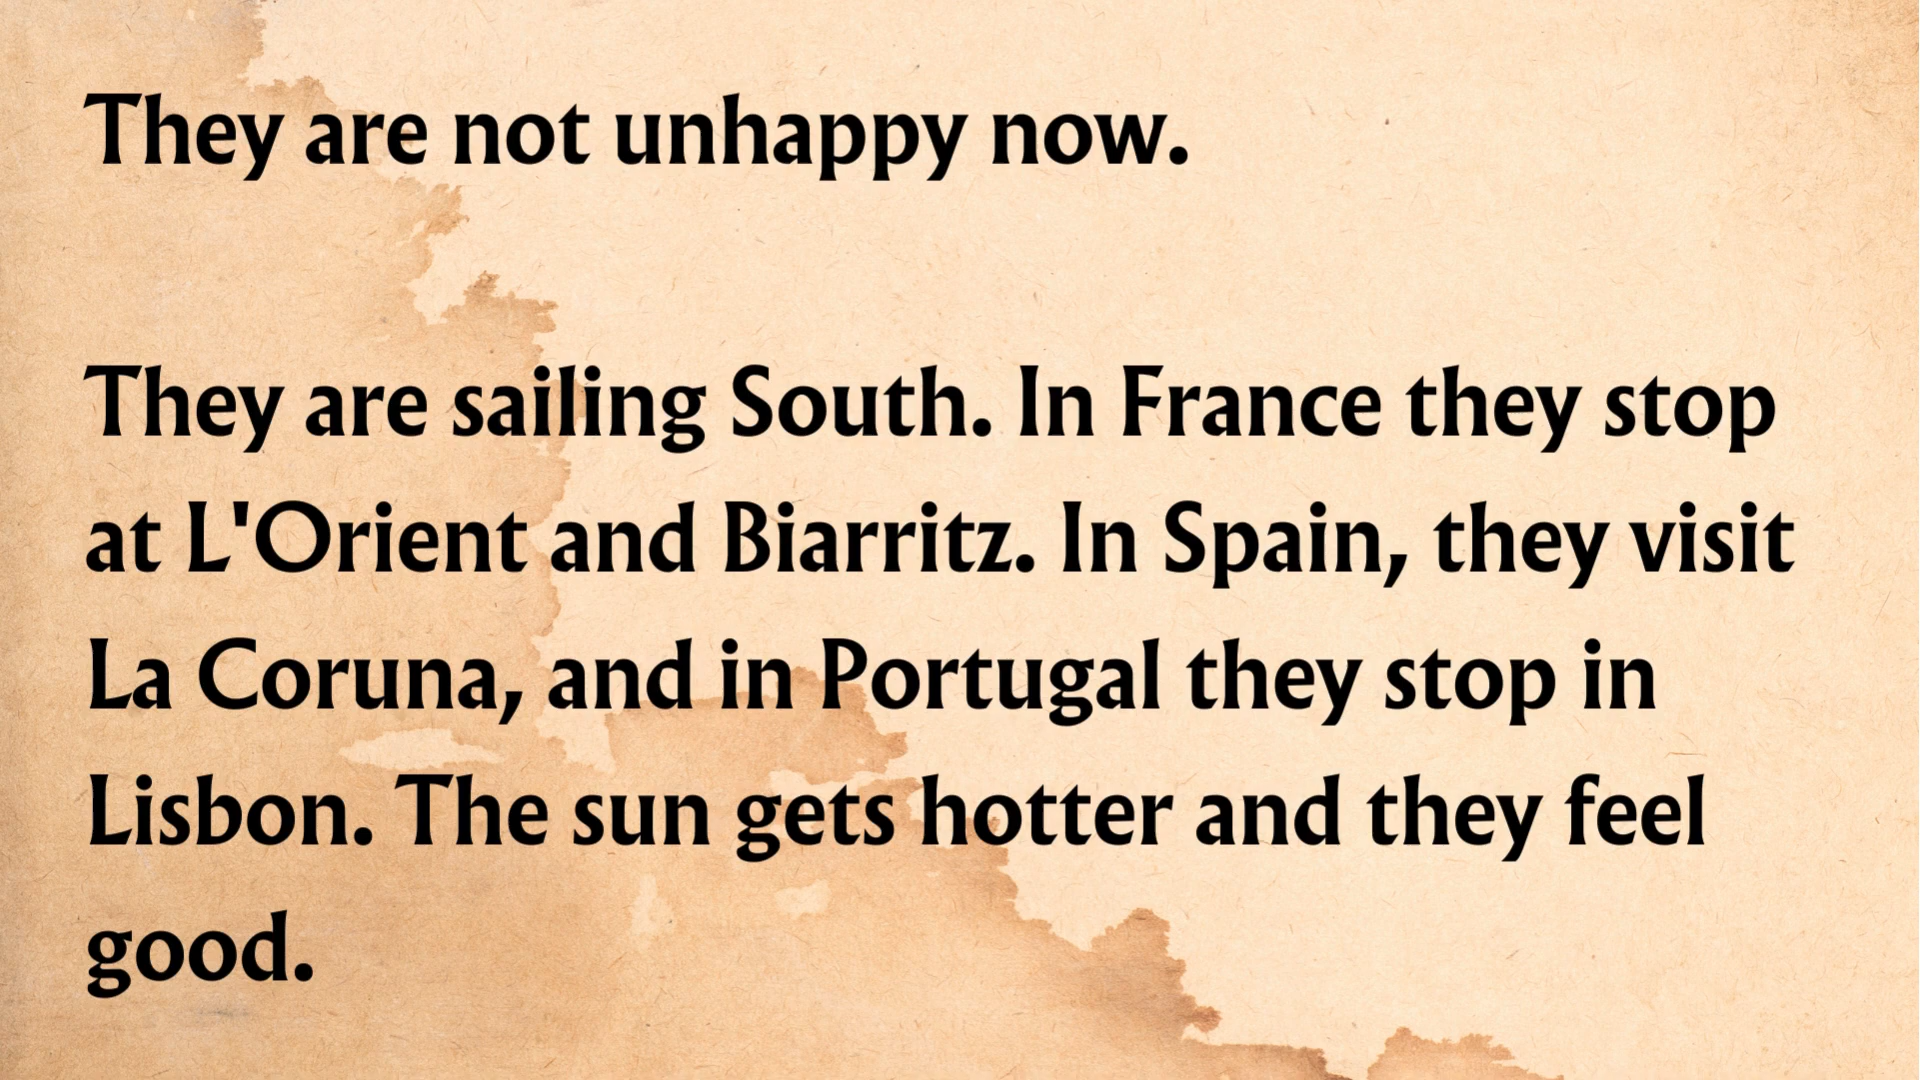 They are not unhappy now.
They are sailing South. In France they stop
at L'Orient and Biarritz. In Spain, they visit
La Coruna, and in Portugal they stop in
Lisbon. The sun gets hotter and they feel
good.